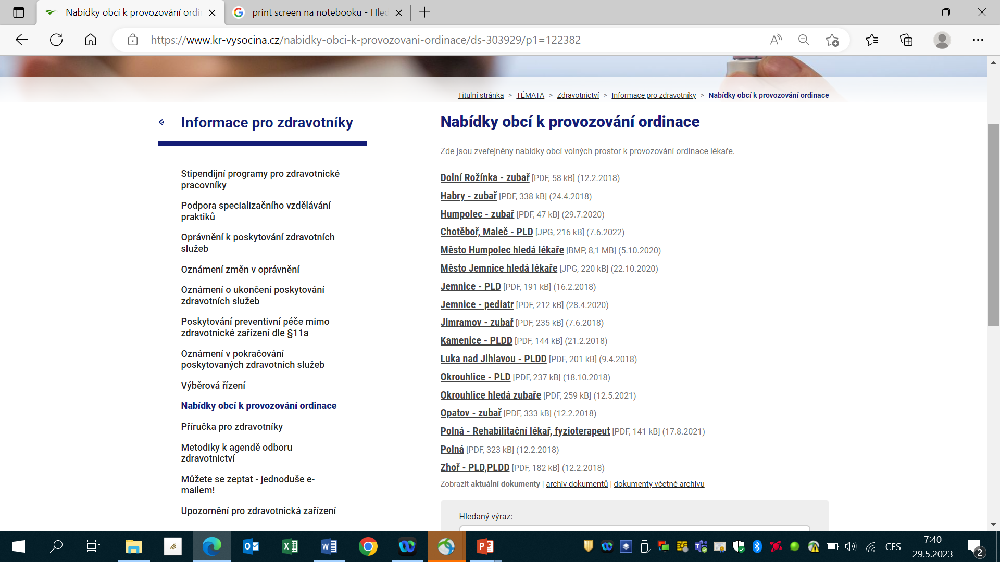 Nabídky obcí k provozování ordi
print screen na notebooku - Hlec
https://www.kr-vysocina.cz/nabidky-obci-k-provozovani-ordinace/ds-303929/p1=122382
Titulní stránka > TÉMATA > Zdravotnictví > Informace pro zdravotníky > Nabídky obcí k provozování ordinace
Informace pro zdravotníky
Stipendijní programy pro zdravotnické
pracovníky
Podpora specializačního vzdělávání
praktiků
Oprávnění k poskytování zdravotních
služeb
Oznámení změn v oprávnění
Oznámení o ukončení poskytování
zdravotních služeb
Poskytování preventivní péče mimo
zdravotnické zařízení dle §11a
Oznámení v pokračování
poskytovaných zdravotních služeb
Výběrová řízení
Nabídky obcí k provozování ordinace
Příručka pro zdravotníky
Metodiky k agendě odboru
zdravotnictví
Můžete se zeptat - jednoduše e-
mailem!
Upozornění pro zdravotnická zařízení
Nabídky obcí k provozování ordinace
Zde jsou zveřejněny nabídky obcí volných prostor k provozování ordinace lékaře.
Dolní Rožínka - zubař [PDF, 58 kB] (12.2.2018)
Habry - zubař [PDF, 338 kB] (24.4.2018)
Humpolec - zubař [PDF, 47 kB] (29.7.2020)
Chotěboř, Maleč - PLD [JPG, 216 kB] (7.6.2022)
Město Humpolec hledá lékaře [BMP, 8,1 MB] (5.10.2020)
Město Jemnice hledá lékaře [JPG, 220 kB] (22.10.2020)
Jemnice - PLD [PDF, 191 kB] (16.2.2018)
Jemnice - pediatr [PDF, 212 kB] (28.4.2020)
Jimramov - zubař [PDF, 235 kB] (7.6.2018)
Kamenice - PLDD [PDF, 144 kB] (21.2.2018)
Luka nad Jihlavou - PLDD [PDF, 201 kB] (9.4.2018)
Okrouhlice - PLD [PDF, 237 kB] (18.10.2018)
Okrouhlice hledá zubaře [PDF, 259 kB] (12.5.2021)
Opatov - zubař [PDF, 333 kB] (12.2.2018)
Polná - Rehabilitační lékař, fyzioterapeut [PDF, 141 kB] (17.8.2021)
Polná [PDF, 323 kB] (12.2.2018)
Zhoř - PLD,PLDD [PDF, 182 kB] (12.2.2018)
Zobrazit aktuální dokumenty | archiv dokumentů | dokumenty včetně archivu
Hledaný výraz:
CES
7:40
29.5.2023
2